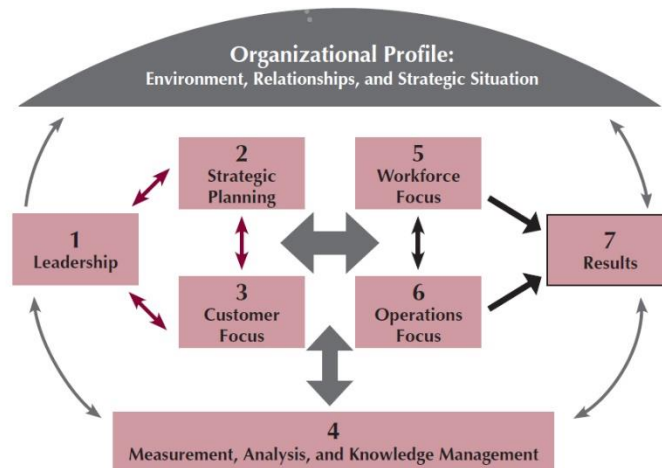 Organizational Profile:
Environment, Relationships, and Strategic Situation
2
Strategic
Planning
5
Workforce
Focus
1
Leadership
7
Results
3
Customer
Focus
6
Operations
Focus
4
Measurement, Analysis, and Knowledge Management